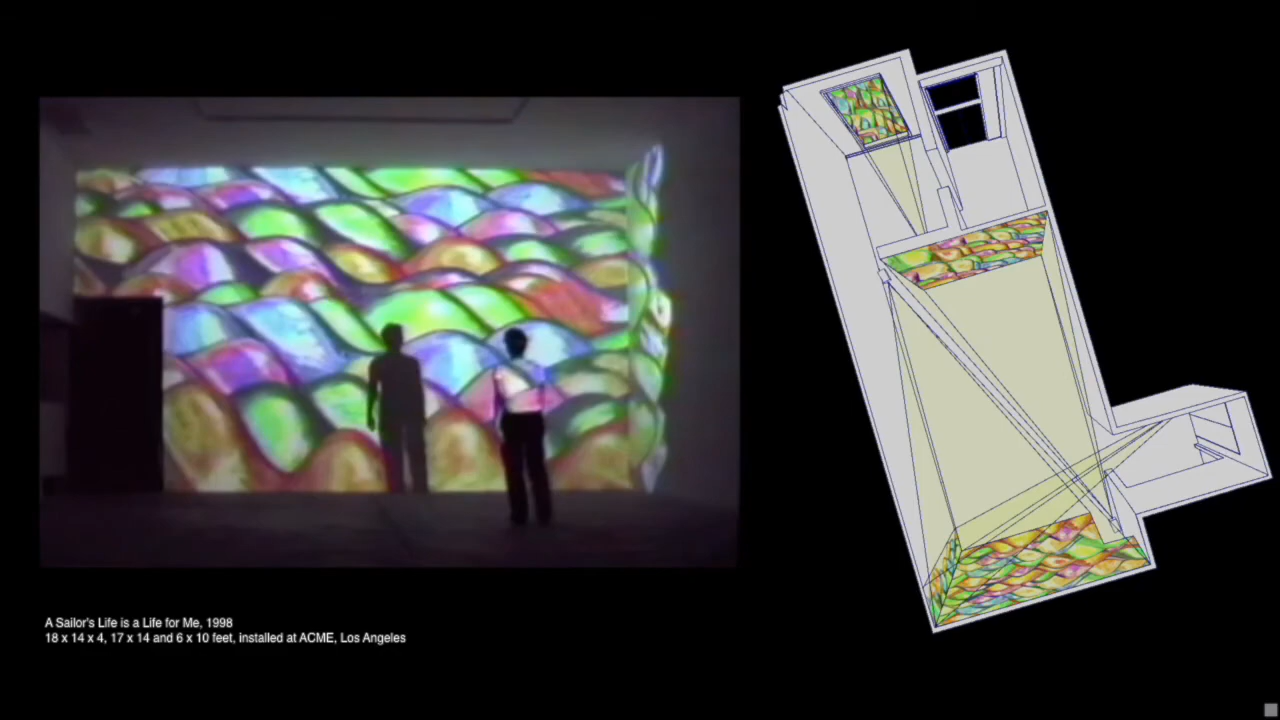 A Sailor's Life is a Life for Me, 1998
18 x 14 x 4, 17 x 14 and 6 x 10 feet, installed at ACME, Los Angeles